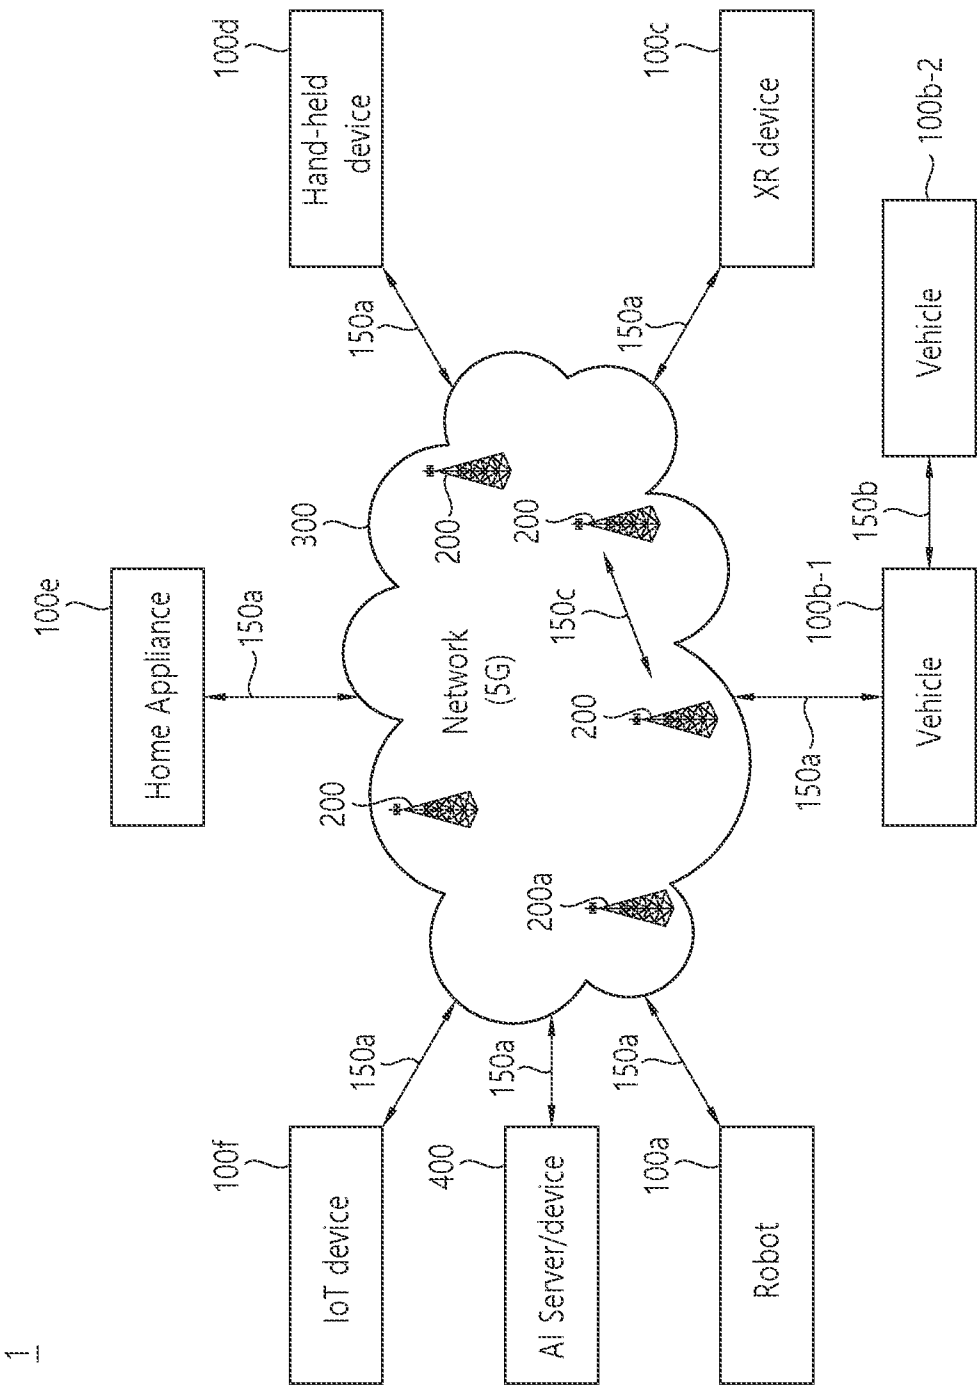 1
Home Appliance
100e
150a
IoT device
100f
150a
300
Hand-held
device
100d
150a
200
200
Network
(5G)
200
150c
200
200a
AI Server/device
400
150a
Robot
100a
150a
XR device
100c
150a
150a
Vehicle
100b-1
150b
Vehicle
100b-2